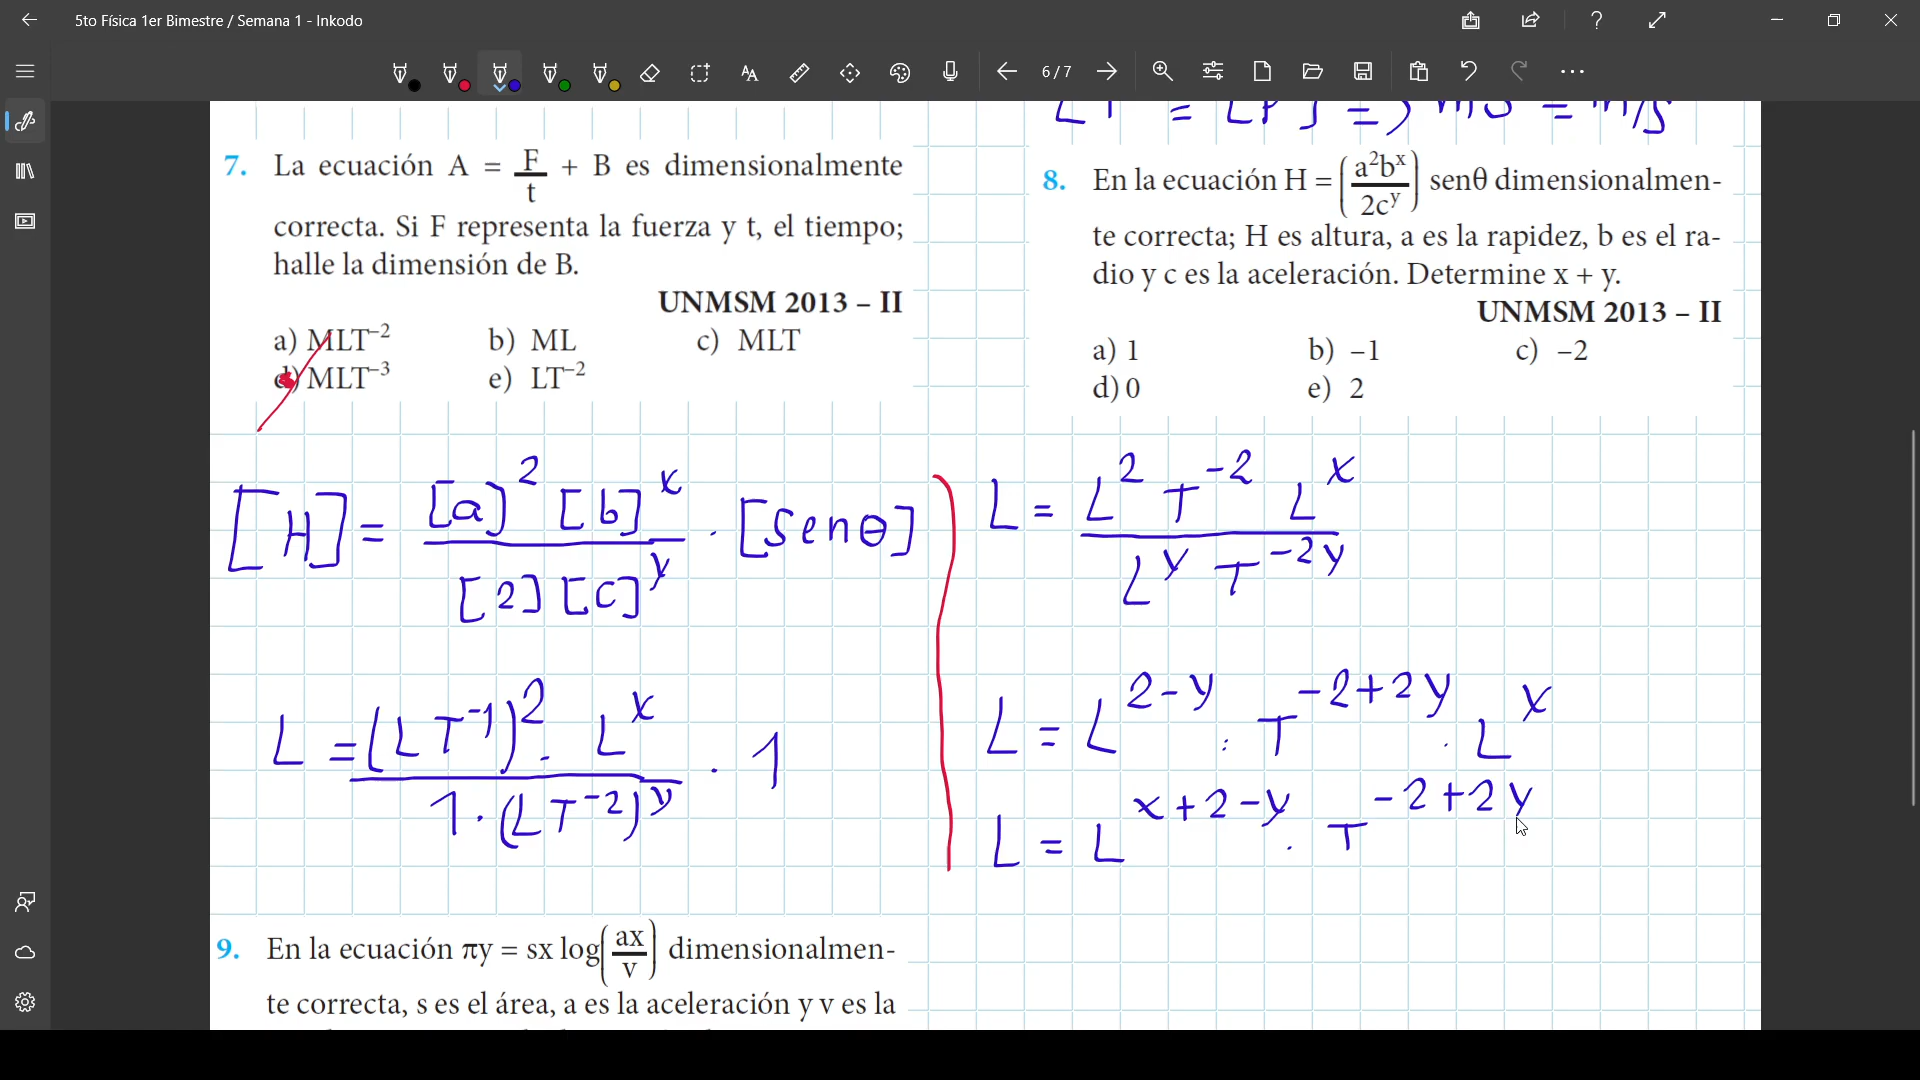 5to Física 1er Bimestre / Semana 1 - Inkodo
6 / 7
7. La ecuación A = F/t + B es dimensionalmente
correcta. Si F representa la fuerza y t, el tiempo;
halle la dimensión de B.
UNMSM 2013 – II
a) MLT⁻² b) ML c) MLT
d) MLT⁻³ e) LT⁻²
8. En la ecuación H = (a²bˣ/2cʸ) senθ dimensionalmen-
te correcta; H es altura, a es la rapidez, b es el ra-
dio y c es la aceleración. Determine x + y.
UNMSM 2013 – II
a) 1 b) –1 c) –2
d) 0 e) 2
[H] = [a]² [b]ˣ / [2] [c]ʸ · [Senθ]
L = (LT⁻¹)² · Lˣ / 1 · (LT⁻²)ʸ · 1
L = L² T⁻² Lˣ / Lʸ T⁻²ʸ
L = L²⁻ʸ · T⁻²⁺²ʸ · Lˣ
L = Lˣ⁺²⁻ʸ · T⁻²⁺²ʸ
9. En la ecuación πy = sx log(ax/v) dimensionalmen-
te correcta, s es el área, a es la aceleración y v es la